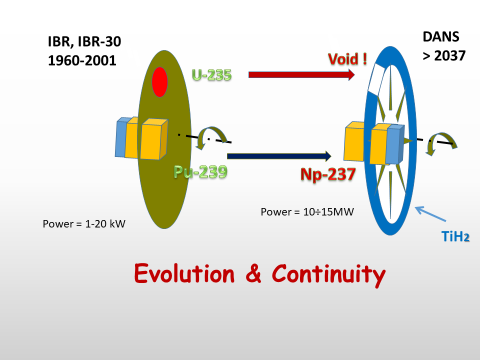 IBR, IBR-30
1960-2001
DANS
> 2037
U-235
Void !
Pu-239
Np-237
Power = 1-20 kW
Power = 10÷15MW
TiH2
Evolution & Continuity